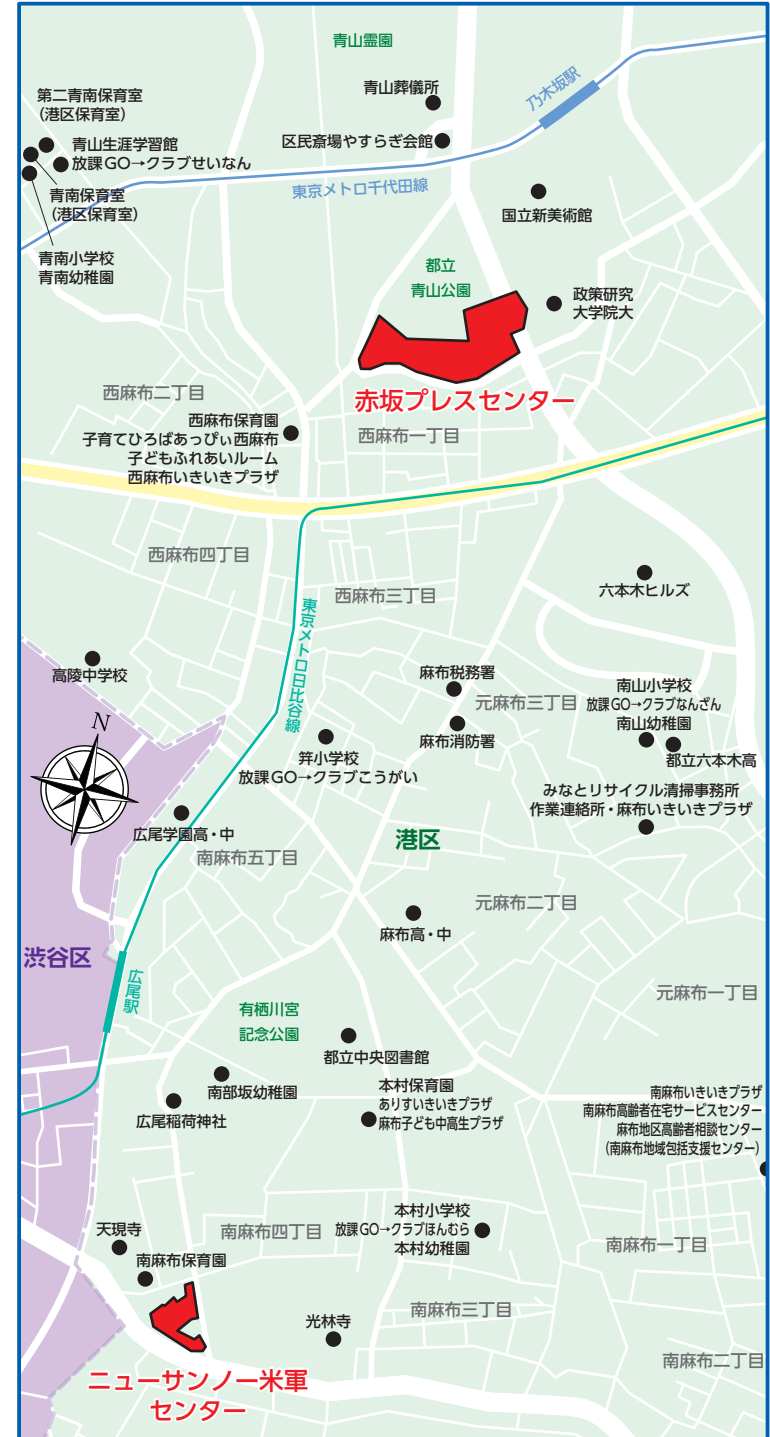 青山霊園
青山葬儀所
乃木坂駅
第二青南保育室
(港区保育室)
青山生涯学習館
放課GO→クラブせいなん
区民斎場やすらぎ会館
青南保育室
(港区保育室)
東京メトロ千代田線
国立新美術館
青南小学校
青南幼稚園
都立
青山公園
政策研究
大学院大
赤坂プレスセンター
西麻布二丁目
西麻布保育園
子育てひろばあっぴぃ西麻布
子どもふれあいルーム
西麻布いきいきプラザ
西麻布一丁目
西麻布四丁目
西麻布三丁目
六本木ヒルズ
東京メトロ日比谷線
高陵中学校
麻布税務署
元麻布三丁目
麻布消防署
南山小学校
放課GO→クラブなんざん
南山幼稚園
都立六本木高
N
笄小学校
放課GO→クラブこうがい
みなとリサイクル清掃事務所
作業連絡所・麻布いきいきプラザ
広尾学園高・中
南麻布五丁目
港区
元麻布二丁目
麻布高・中
渋谷区
広尾駅
元麻布一丁目
有栖川宮
記念公園
都立中央図書館
南部坂幼稚園
広尾稲荷神社
本村保育園
ありすいきいきプラザ
麻布子ども中高生プラザ
南麻布いきいきプラザ
南麻布高齢者在宅サービスセンター
麻布地区高齢者相談センター
(南麻布地域包括支援センター)
天現寺
南麻布保育園
南麻布四丁目
本村小学校
放課GO→クラブほんむら
本村幼稚園
南麻布一丁目
光林寺
南麻布三丁目
南麻布二丁目
ニューサンノー米軍
センター